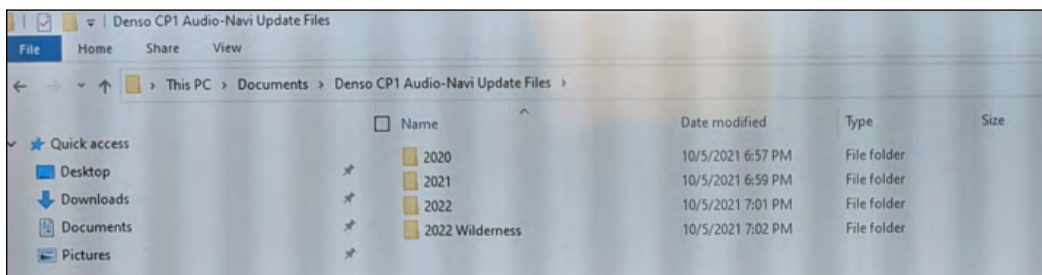 Denso CP1 Audio-Navi Update Files
File Home Share View
This PC > Documents > Denso CP1 Audio-Navi Update Files >
Quick access
Desktop
Downloads
Documents
Pictures
Name Date modified Type Size
2020 10/5/2021 6:57 PM File folder
2021 10/5/2021 6:59 PM File folder
2022 10/5/2021 7:01 PM File folder
2022 Wilderness 10/5/2021 7:02 PM File folder